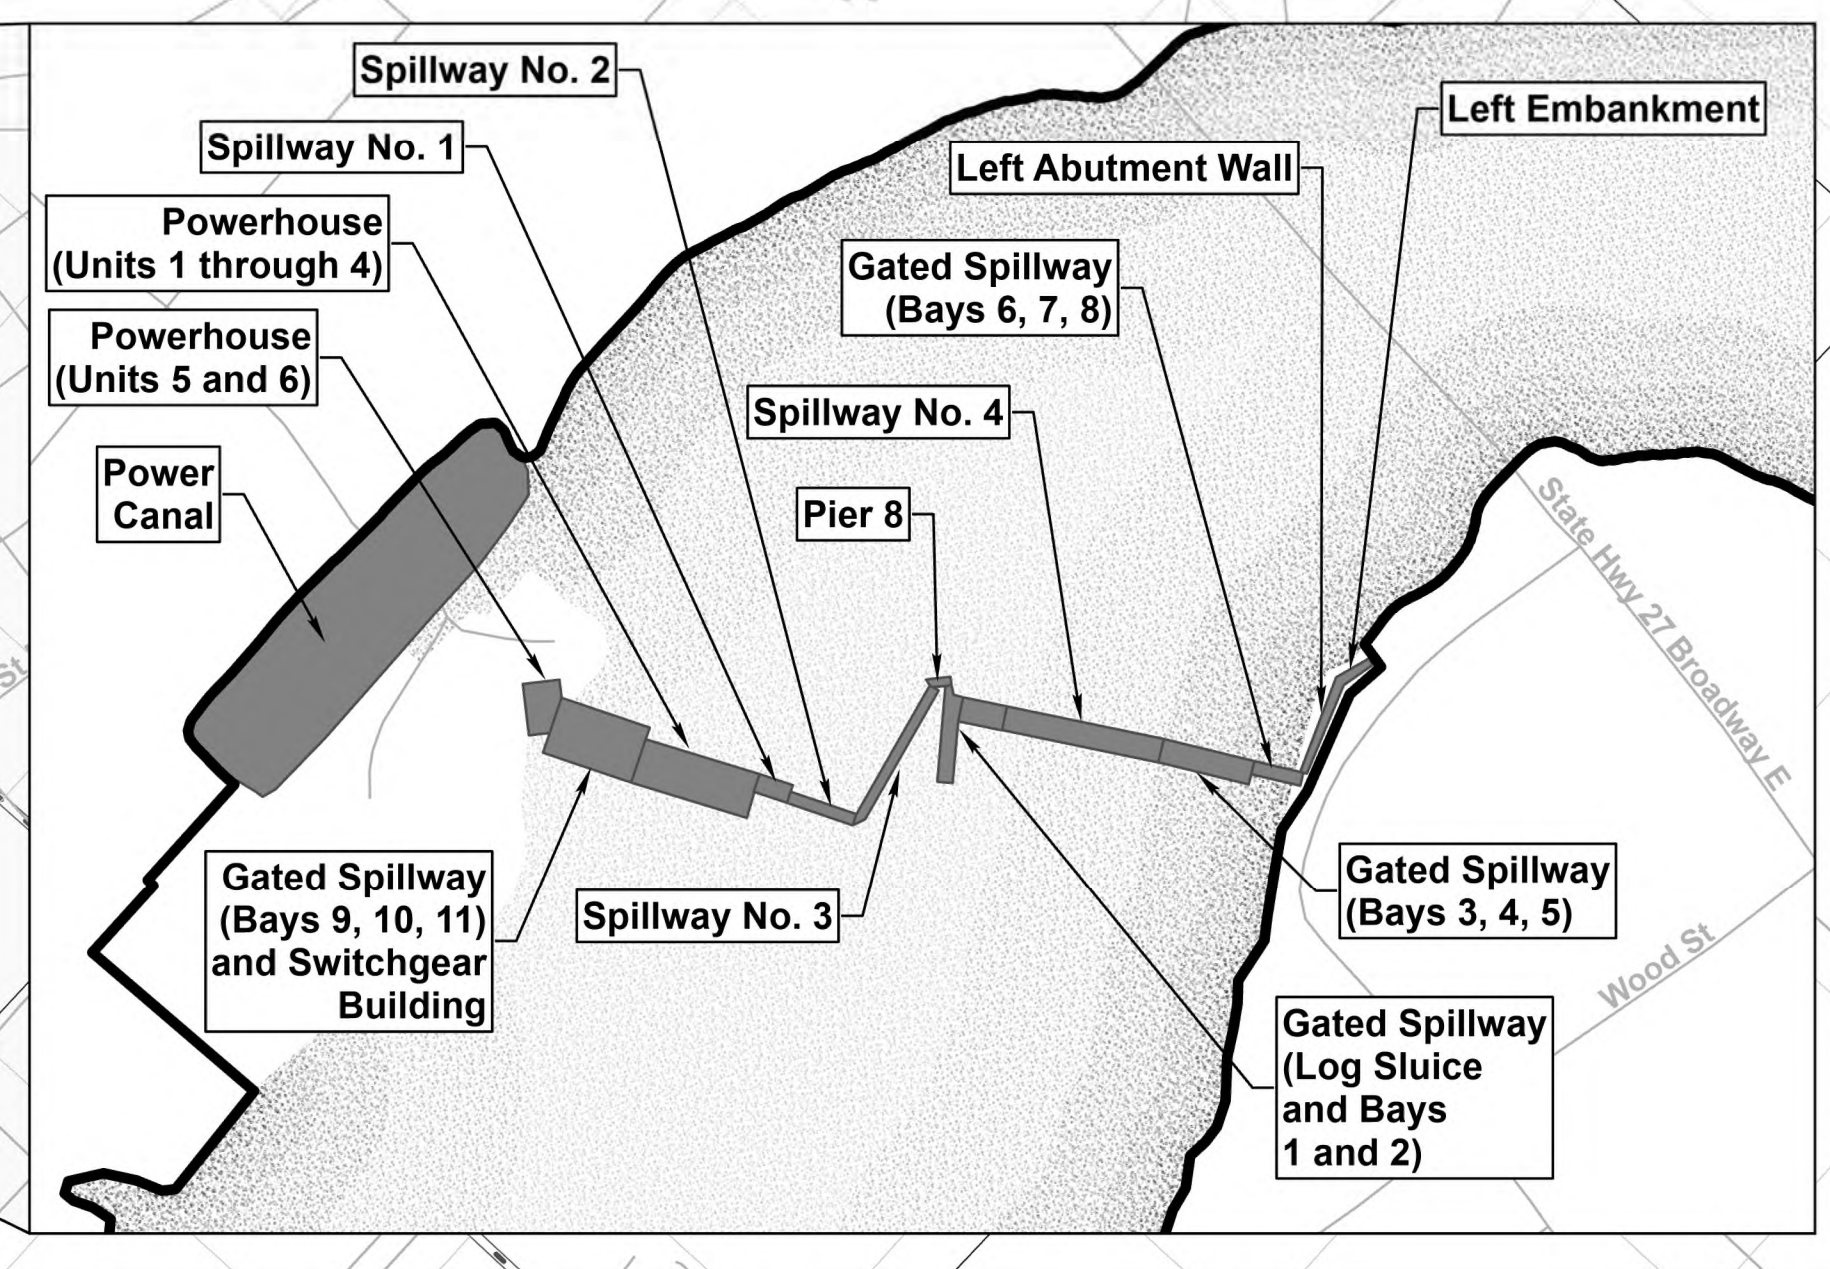 Spillway No. 2
Left Embankment
Spillway No. 1
Left Abutment Wall
Powerhouse
(Units 1 through 4)
Gated Spillway
(Bays 6, 7, 8)
Powerhouse
(Units 5 and 6)
Spillway No. 4
Power
Canal
Pier 8
State Hwy 27 Broadway E
St
Gated Spillway
(Bays 9, 10, 11)
and Switchgear
Building
Spillway No. 3
Gated Spillway
(Bays 3, 4, 5)
Wood St
Gated Spillway
(Log Sluice
and Bays
1 and 2)